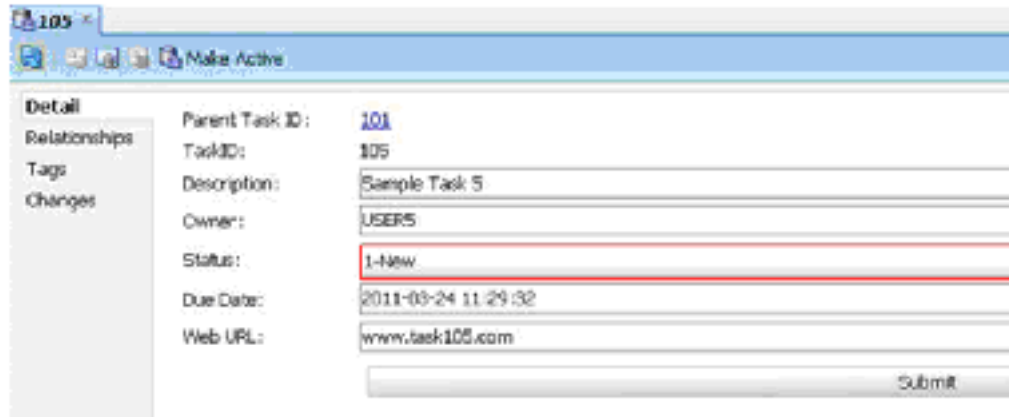 105
Make Active
Detail
Relationships
Tags
Changes
Parent Task ID: 101
TaskID: 105
Description: Sample Task 5
Owner: USER5
Status: 1-New
Due Date: 2011-03-24 11:29:32
Web URL: www.task105.com
Submit